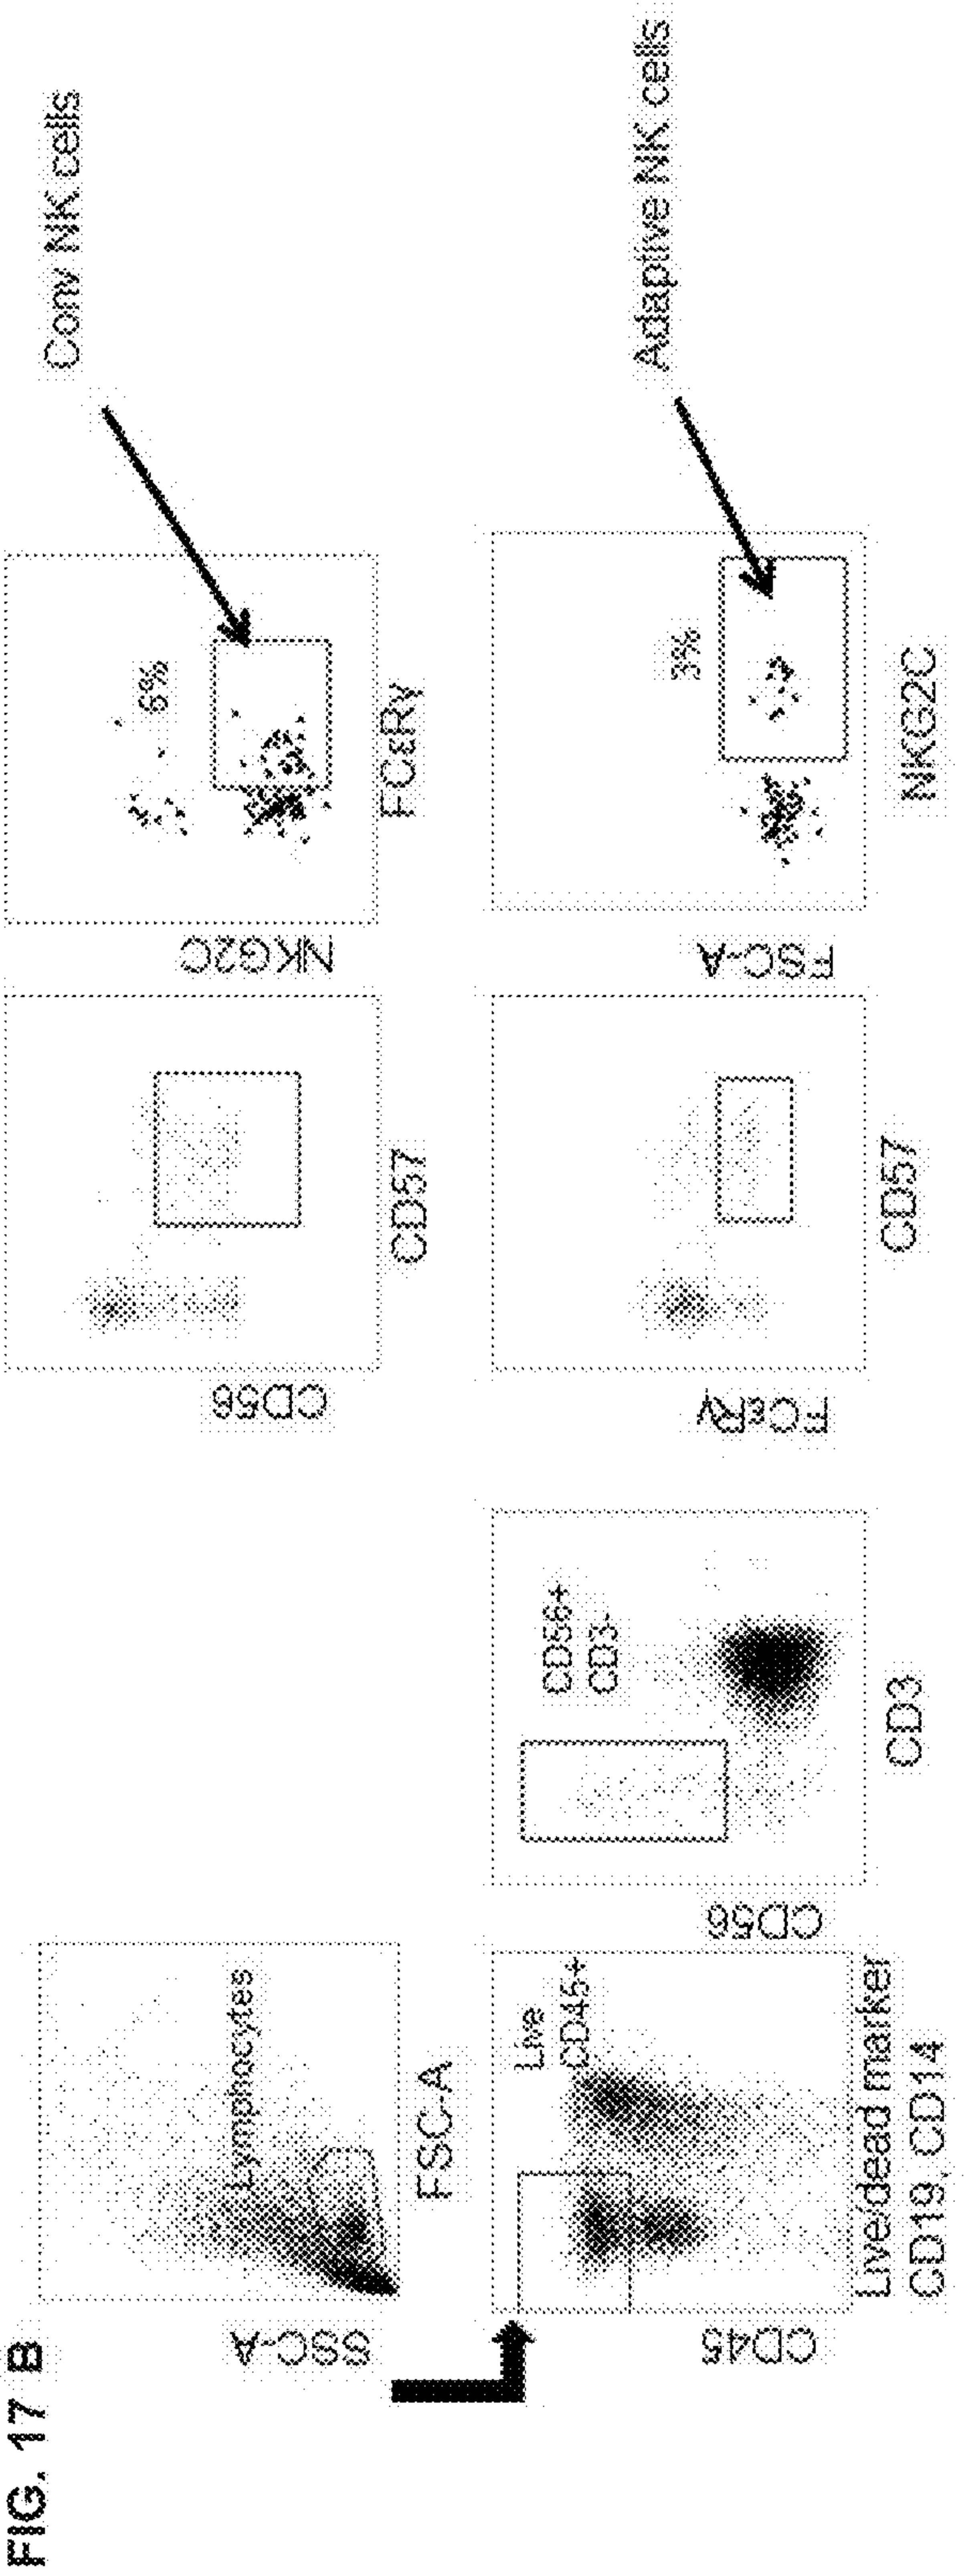 FIG. 17 B
SSC-A
Lymphocytes
FSC-A
CD45
Live
CD45+
Live/dead marker
CD19, CD14
CD56
CD56+
CD3-
CD3
CD56
CD57
FCεRγ
CD57
NKG2C
6%
FCεRγ
Conv NK cells
FSC-A
3%
NKG2C
Adaptive NK cells